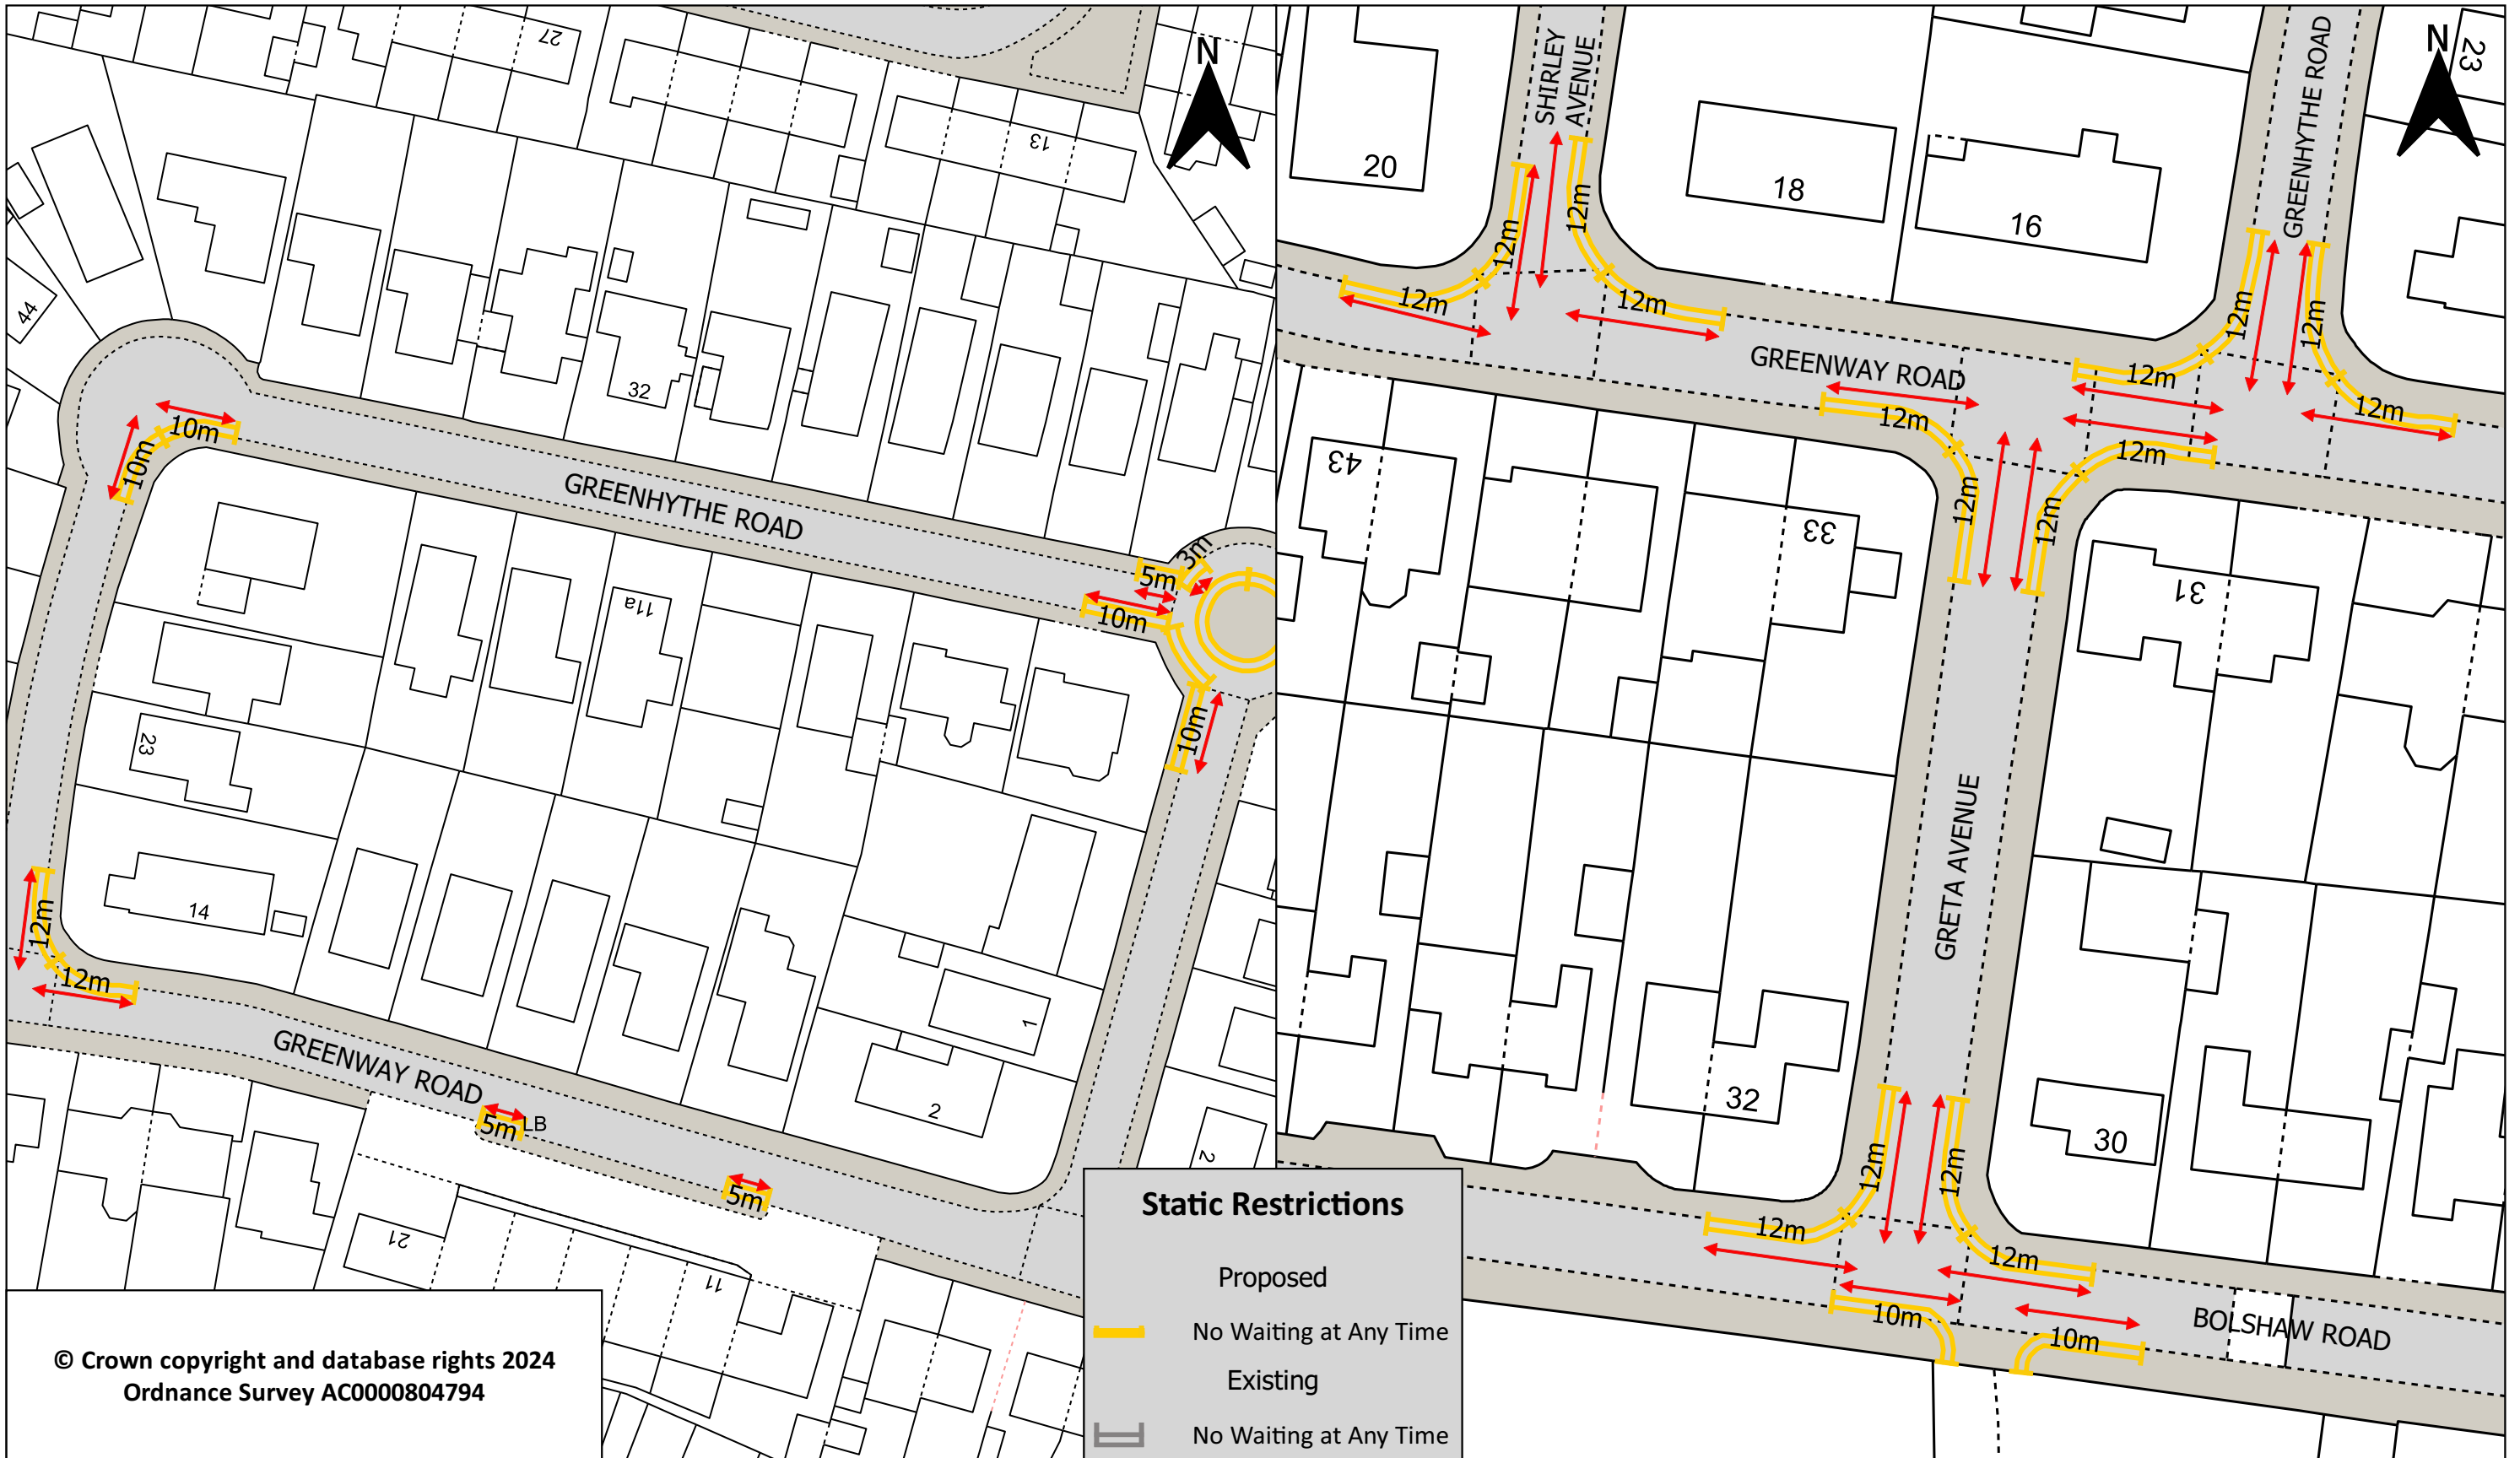 27
13
N
44
32
10m
10m
GREENHYTHE ROAD
3m
5m
10m
11a
10m
23
14
12m
12m
1
GREENWAY ROAD
5m
LB
2
5m
2
21
11
© Crown copyright and database rights 2024
Ordnance Survey AC0000804794
SHIRLEY
AVENUE
GREENHYTHE ROAD
N
23
20
18
16
12m
12m
12m
12m
12m
12m
GREENWAY ROAD
12m
12m
12m
12m
43
33
12m
12m
31
GRETA AVENUE
32
30
12m
12m
12m
12m
10m
10m
BOLSHAW ROAD
Static Restrictions
Proposed
No Waiting at Any Time
Existing
No Waiting at Any Time